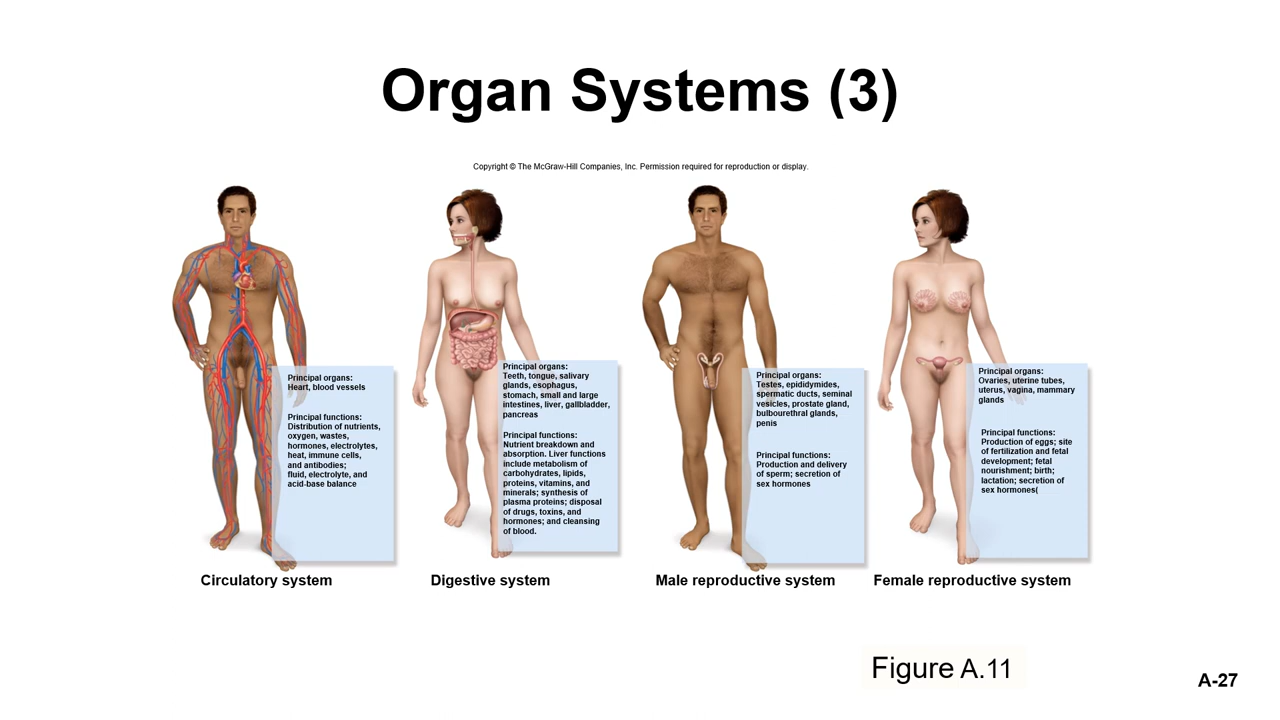 Organ Systems (3)
Copyright © The McGraw-Hill Companies, Inc. Permission required for reproduction or display.
Principal organs:
Heart, blood vessels
Principal functions:
Distribution of nutrients,
oxygen, wastes,
hormones, electrolytes,
heat, immune cells,
and antibodies;
fluid, electrolyte, and
acid-base balance
Circulatory system
Principal organs:
Teeth, tongue, salivary
glands, esophagus,
stomach, small and large
intestines, liver, gallbladder,
pancreas
Principal functions:
Nutrient breakdown and
absorption. Liver functions
include metabolism of
carbohydrates, lipids,
proteins, vitamins, and
minerals; synthesis of
plasma proteins; disposal
of drugs, toxins, and
hormones; and cleansing
of blood.
Digestive system
Principal organs:
Testes, epididymides,
spermatic ducts, seminal
vesicles, prostate gland,
bulbourethral glands,
penis
Principal functions:
Production and delivery
of sperm; secretion of
sex hormones
Male reproductive system
Principal organs:
Ovaries, uterine tubes,
uterus, vagina, mammary
glands
Principal functions:
Production of eggs; site
of fertilization and fetal
development; fetal
nourishment; birth;
lactation; secretion of
sex hormones(
Female reproductive system
Figure A.11
A-27